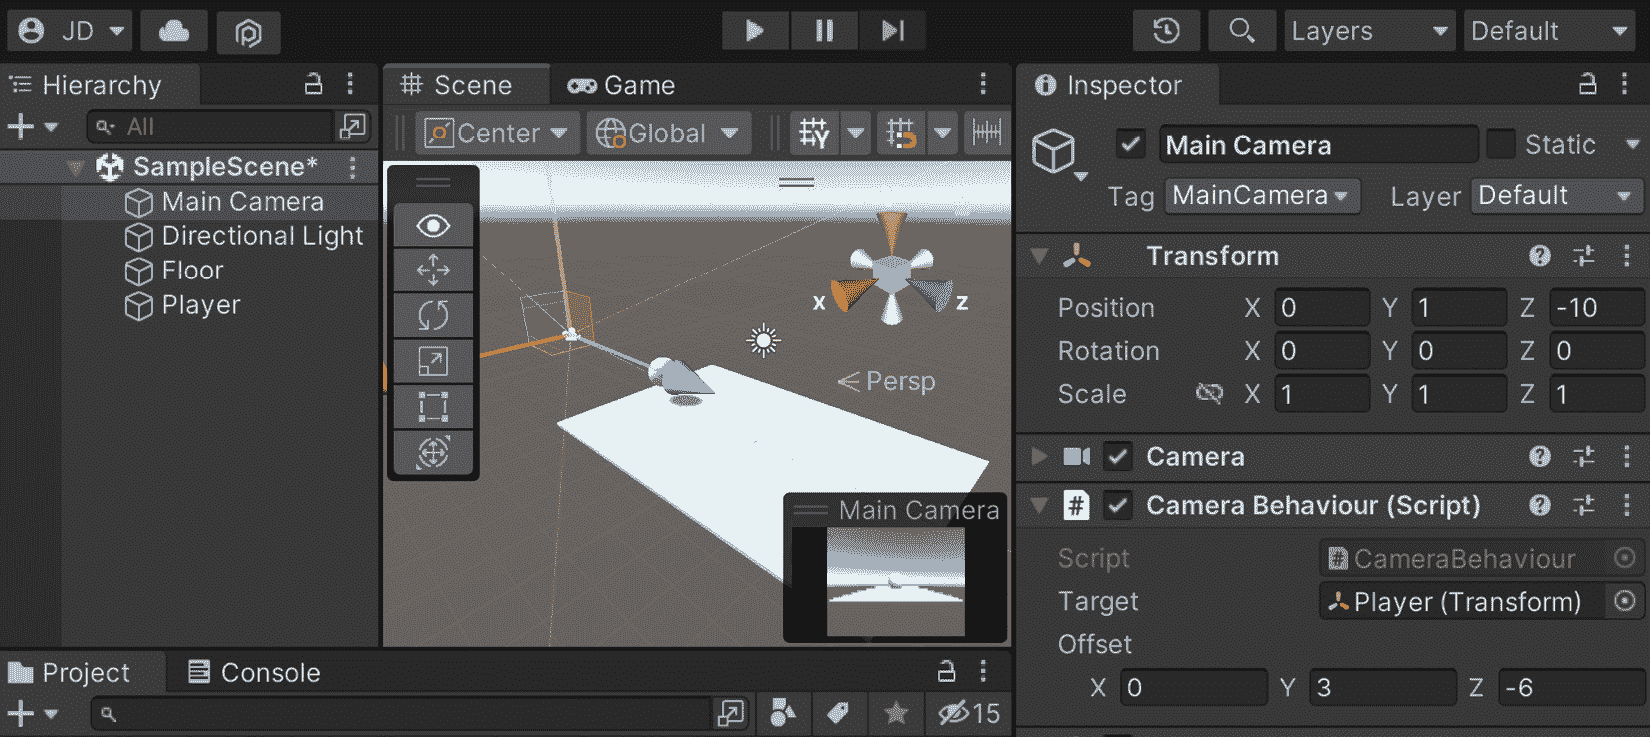 JD
Layers
Default
Hierarchy
All
SampleScene*
Main Camera
Directional Light
Floor
Player
Scene
Game
Center
Global
Y
x
z
Persp
Main Camera
Inspector
Main Camera
Static
Tag MainCamera Layer Default
Transform
Position X 0 Y 1 Z -10
Rotation X 0 Y 0 Z 0
Scale X 1 Y 1 Z 1
Camera
# Camera Behaviour (Script)
Script # CameraBehaviour
Target Player (Transform)
Offset
X 0 Y 3 Z -6
Project
Console
15